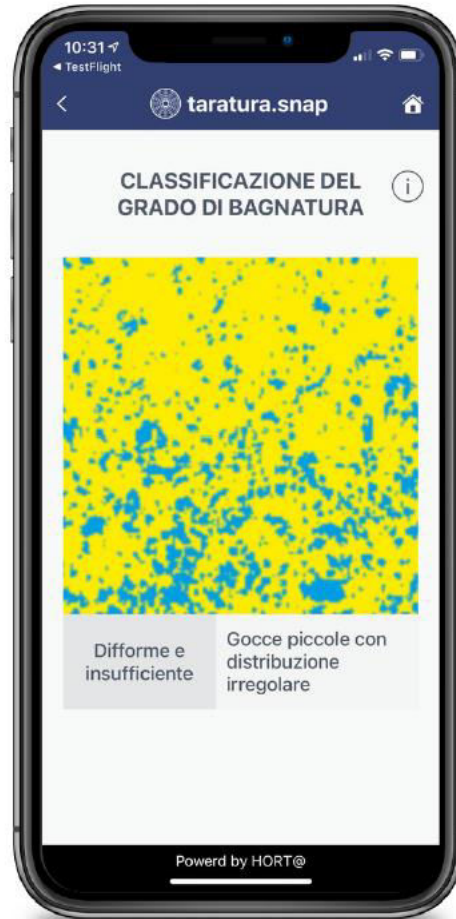 10:31
◀ TestFlight
taratura.snap
CLASSIFICAZIONE DEL
GRADO DI BAGNATURA
i
Difforme e
insufficiente
Gocce piccole con
distribuzione
irregolare
Powerd by HORT@